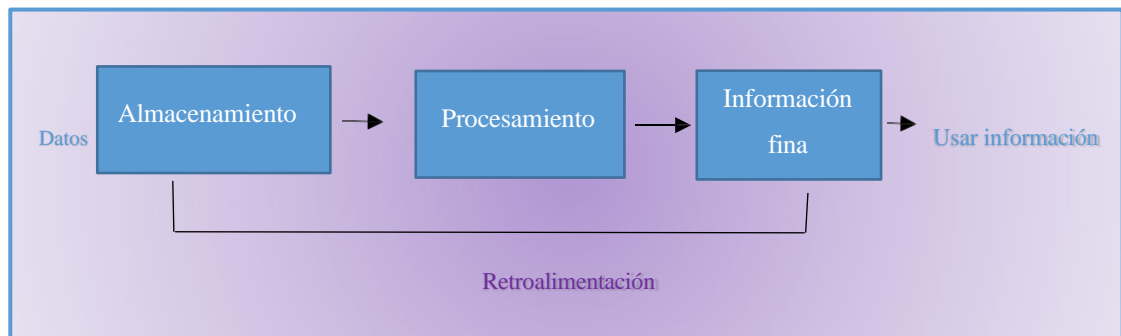 Datos
Almacenamiento
Procesamiento
Información
fina
Usar información
Retroalimentación